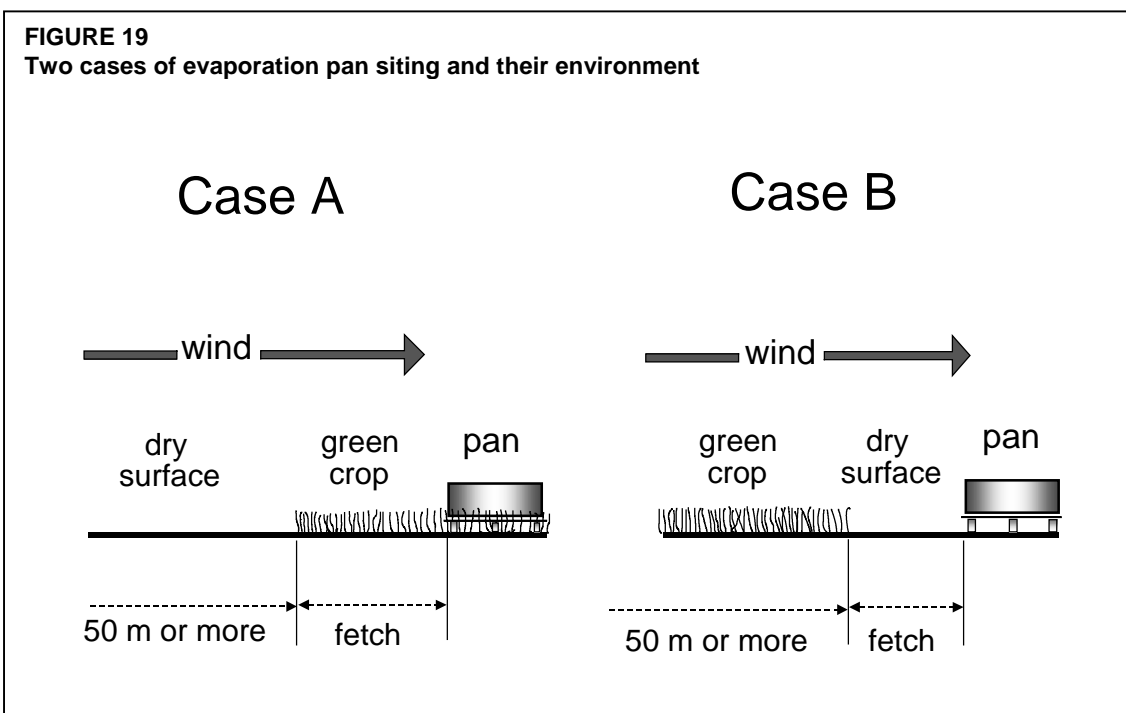 FIGURE 19
Two cases of evaporation pan siting and their environment
Case A
wind
dry
surface
green
crop
pan
50 m or more
fetch
Case B
wind
green
crop
dry
surface
pan
50 m or more
fetch